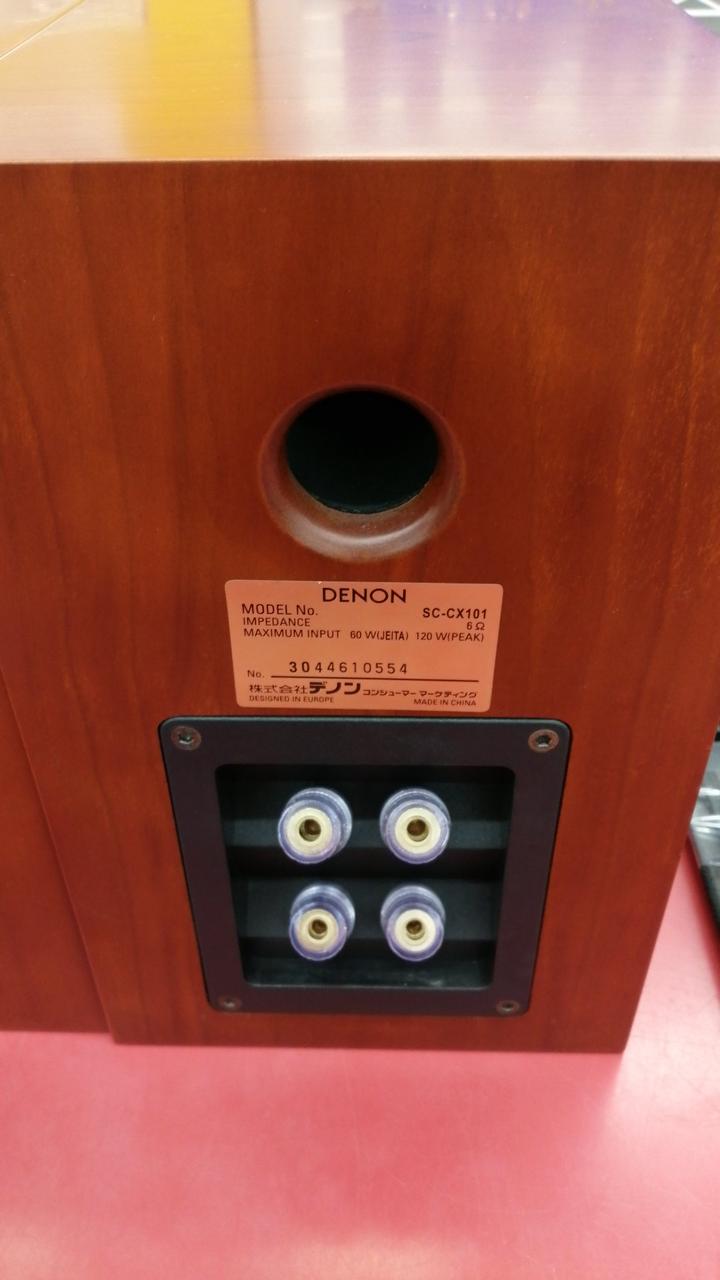 DENON
MODEL No. SC-CX101
IMPEDANCE 6Ω
MAXIMUM INPUT 60 W(JEITA) 120 W(PEAK)
No. 3044610554
株式会社デノン コンシューマー マーケティング
DESIGNED IN EUROPE MADE IN CHINA